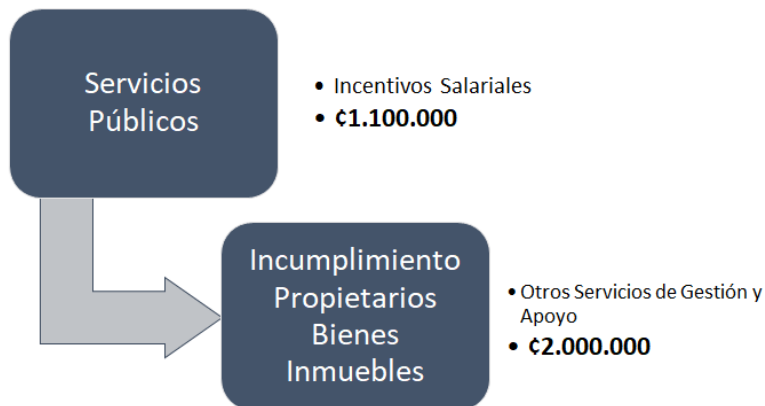 Servicios
Públicos
• Incentivos Salariales
• ¢1.100.000
Incumplimiento
Propietarios
Bienes
Inmuebles
• Otros Servicios de Gestión y
Apoyo
• ¢2.000.000